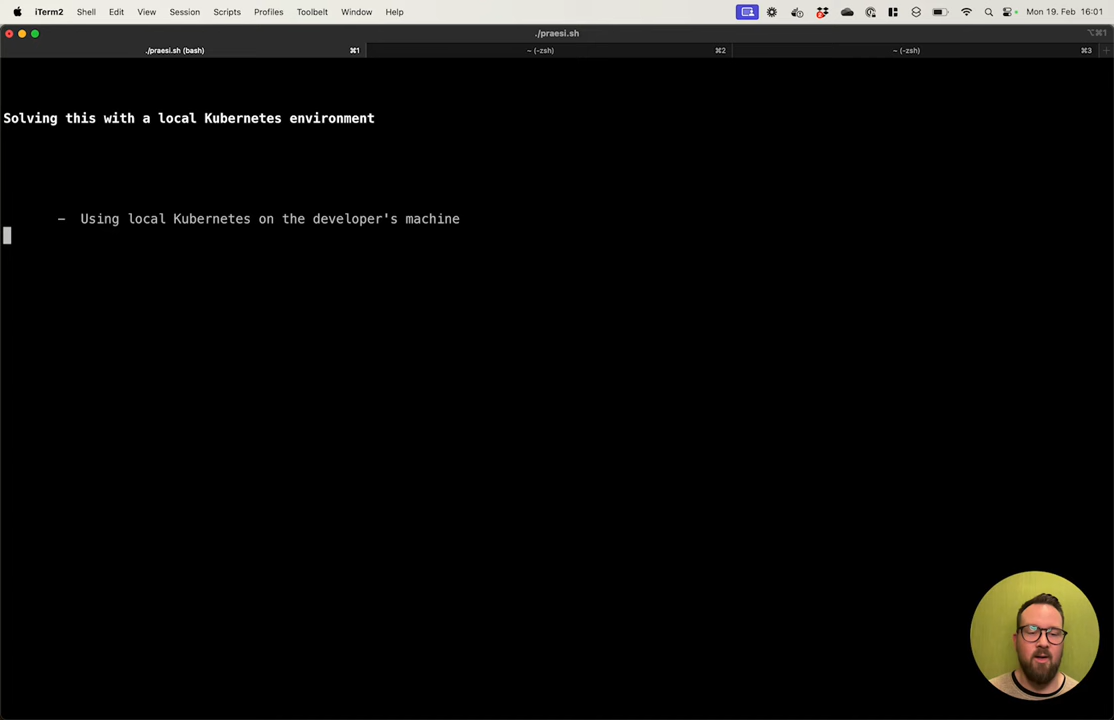 iTerm2 Shell Edit View Session Scripts Profiles Toolbelt Window Help Mon 19. Feb 16:01
./praesi.sh ⌥⌘1
./praesi.sh (bash) ⌘1 ~ (-zsh) ⌘2 ~ (-zsh) ⌘3
Solving this with a local Kubernetes environment
- Using local Kubernetes on the developer's machine